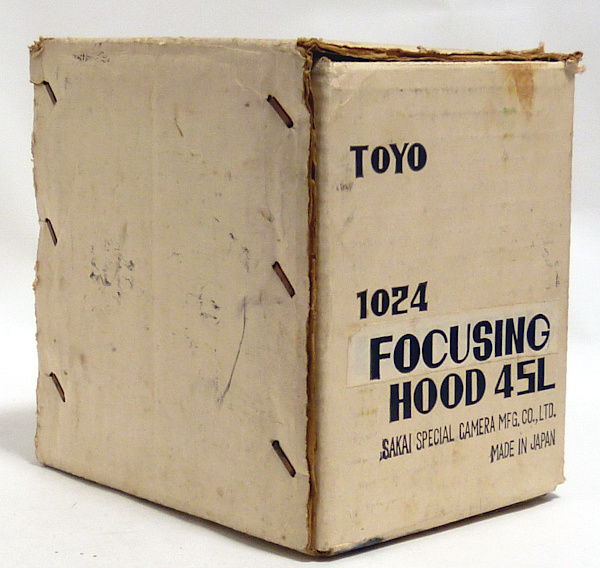 TOYO
1024
FOCUSING
HOOD 45L
SAKAI SPECIAL CAMERA MFG. CO., LTD.
MADE IN JAPAN